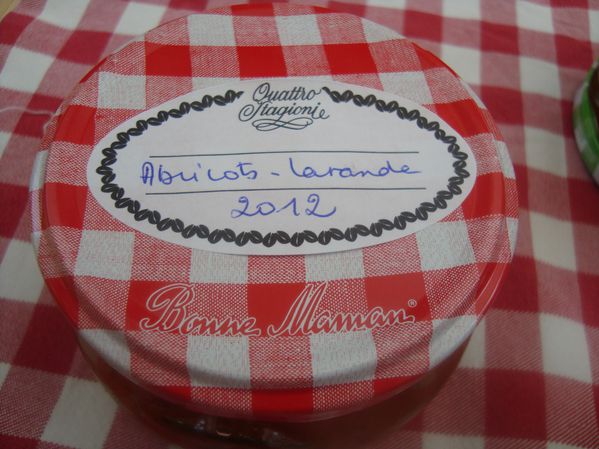 Quattro
Stagioni
Abricots - lavande
2012
Bonne Maman®